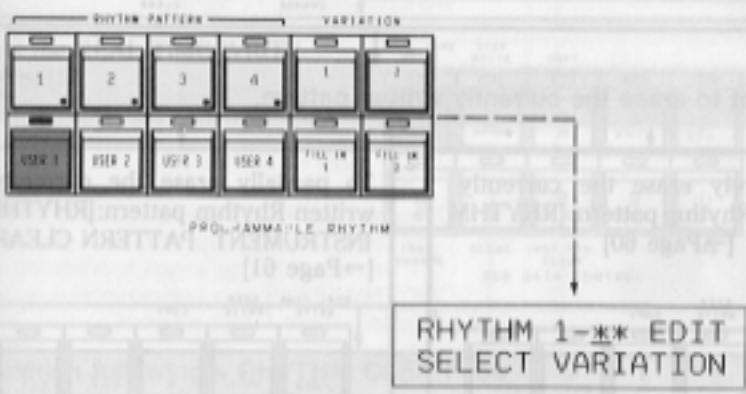 RHYTHM PATTERN VARIATION
1 2 3 4 1 2
USER 1 USER 2 USER 3 USER 4 FILL IN 1 FILL IN 2
PROGRAMMABLE RHYTHM
RHYTHM 1-** EDIT
SELECT VARIATION